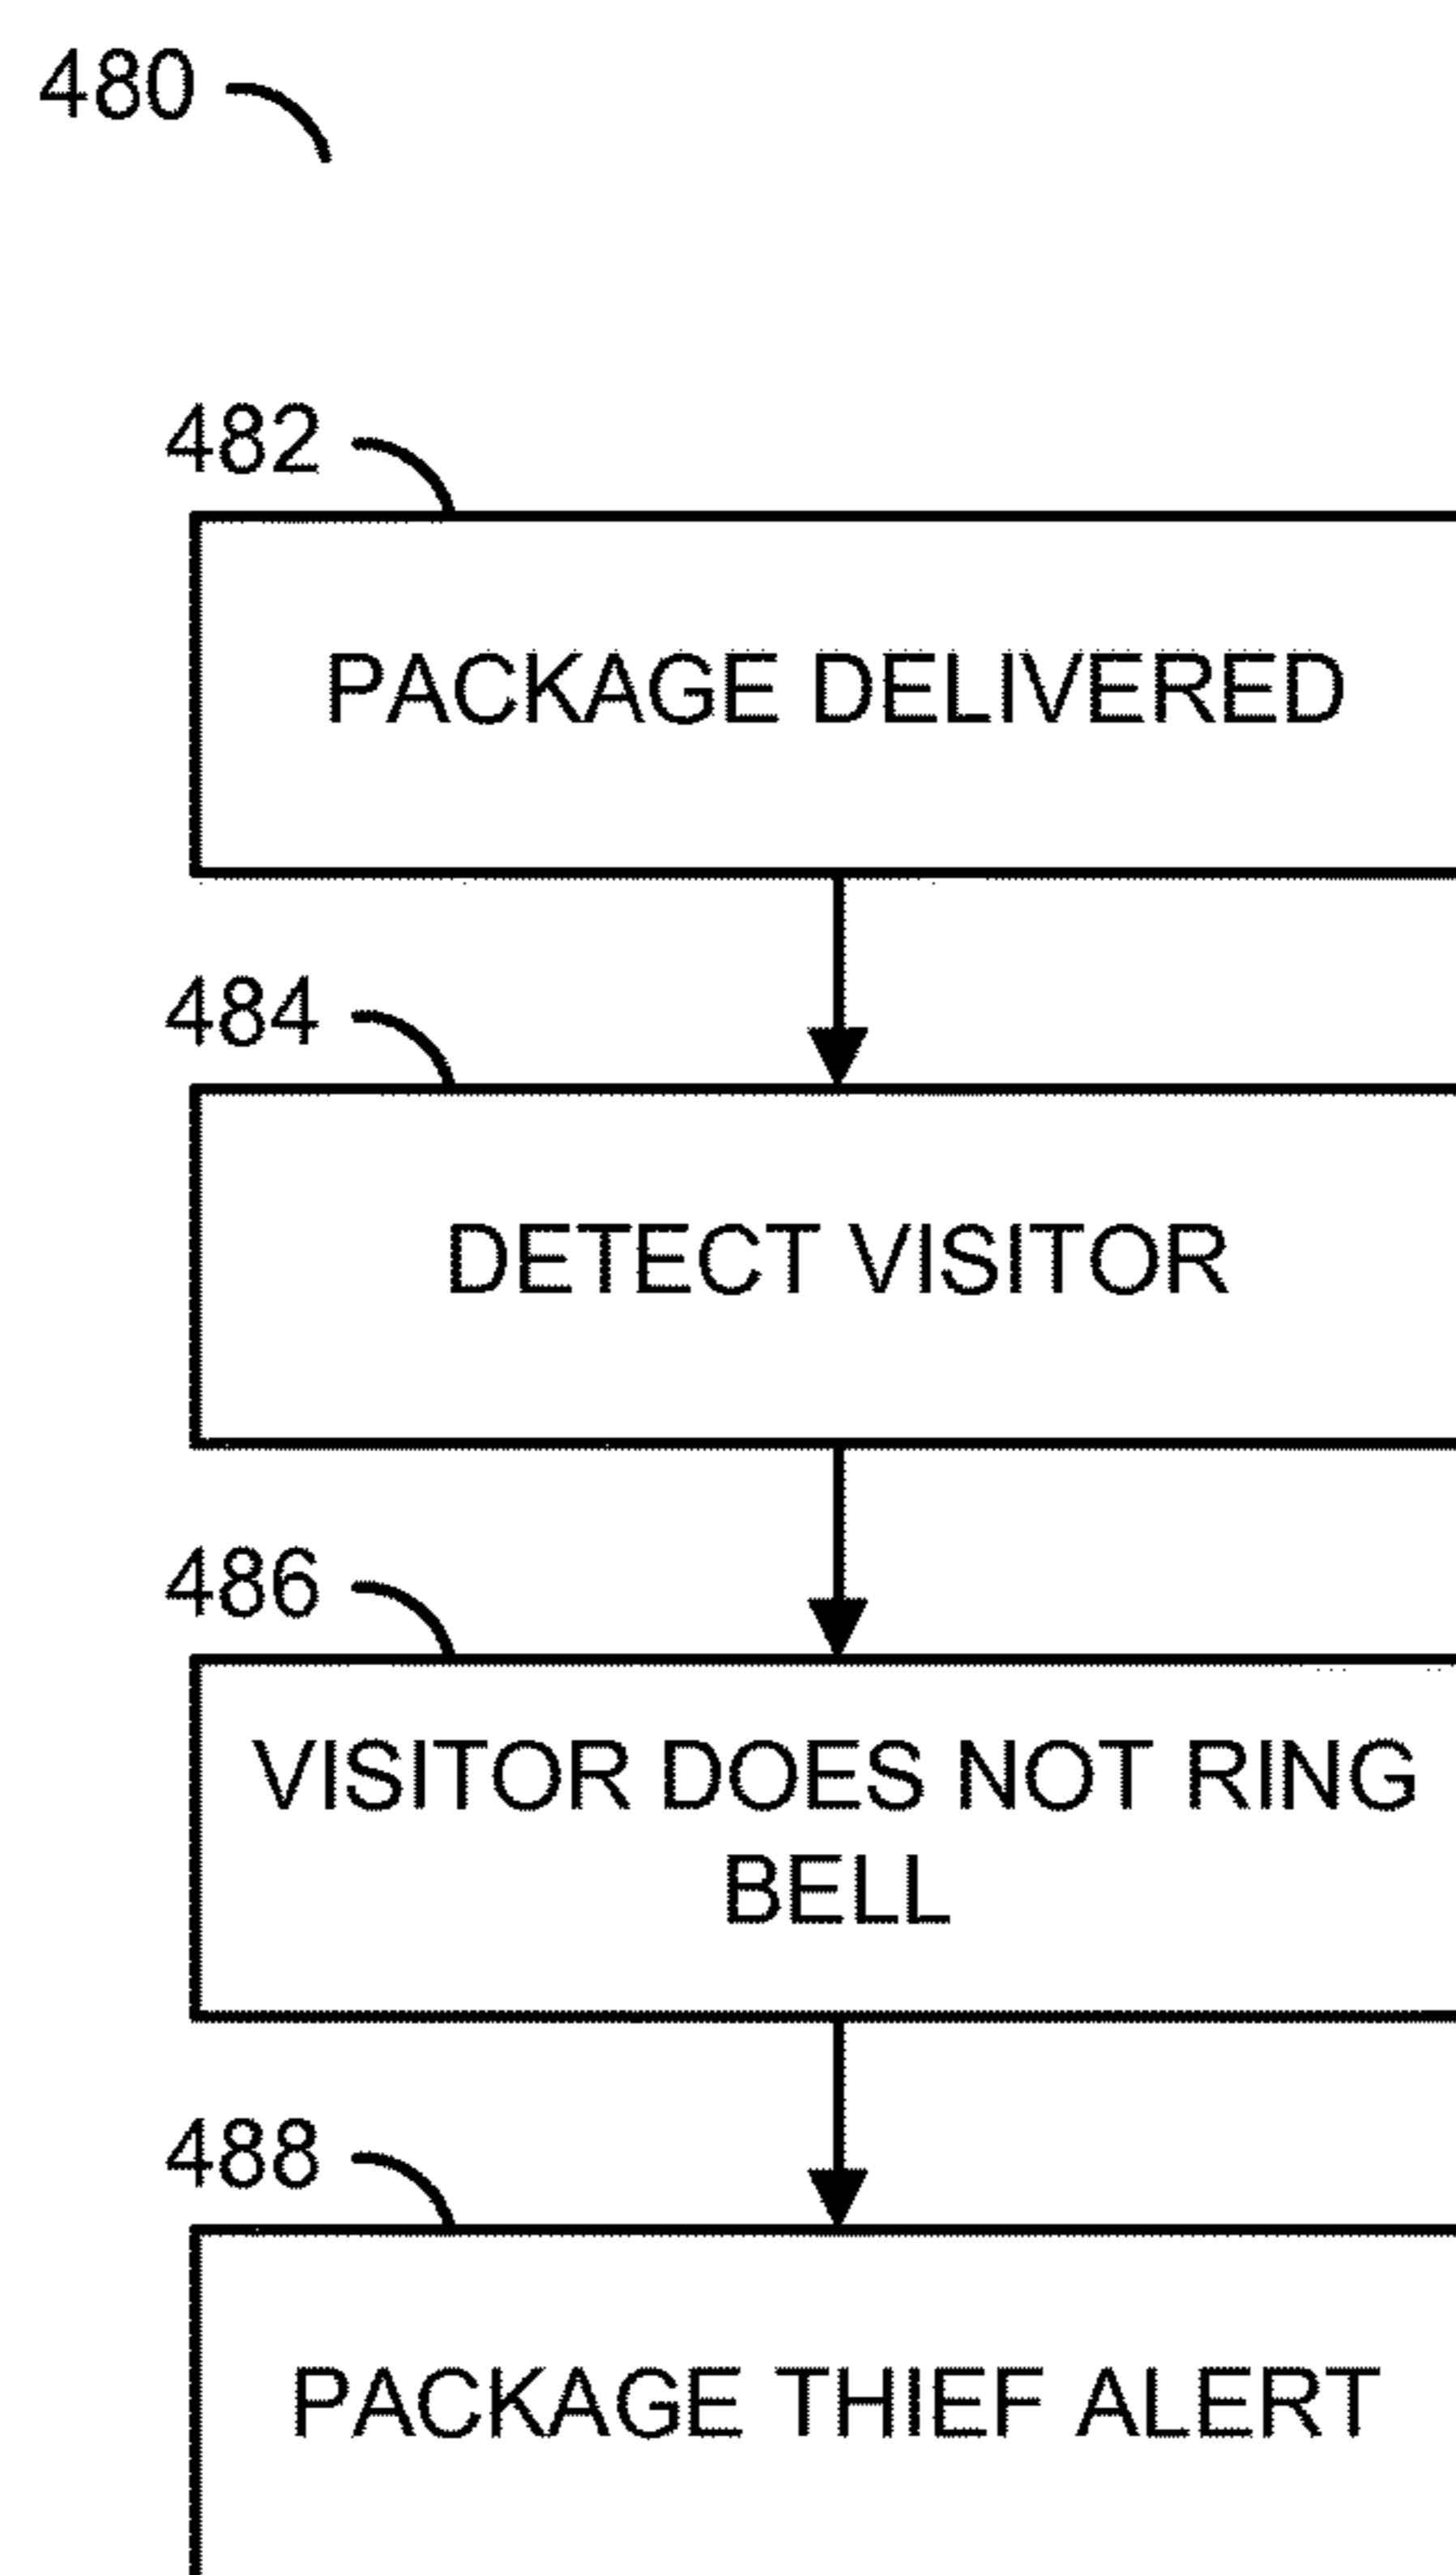 480
482
PACKAGE DELIVERED
484
DETECT VISITOR
486
VISITOR DOES NOT RING
BELL
488
PACKAGE THIEF ALERT